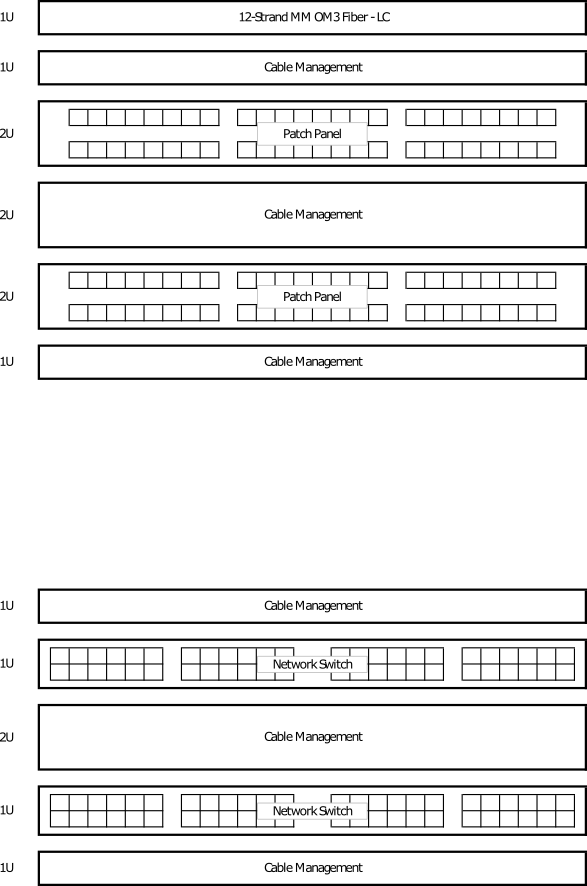 1U 12-Strand MM OM3 Fiber - LC
1U Cable Management
2U Patch Panel
2U Cable Management
2U Patch Panel
1U Cable Management
1U Cable Management
1U Network Switch
2U Cable Management
1U Network Switch
1U Cable Management